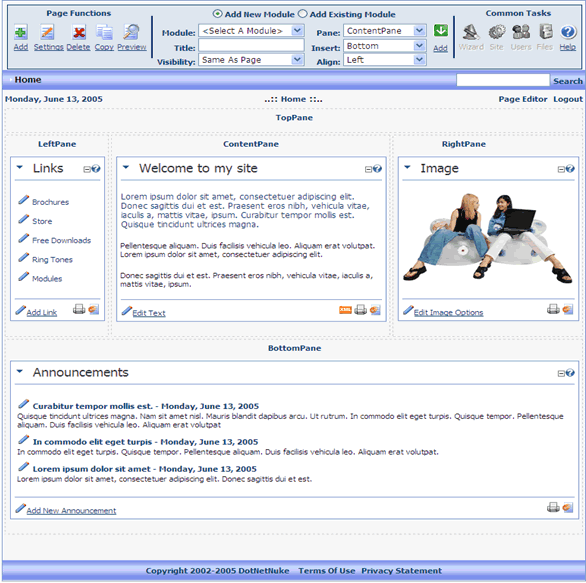 Page Functions
Add New Module Add Existing Module
Common Tasks
Module: <Select A Module> Pane: ContentPane
Title: Insert: Bottom
Visibility: Same As Page Align: Left
Add Settings Delete Copy Preview
Add
Wizard Site Users Files Help
Home
Search
Monday, June 13, 2005 ..:: Home ::.. Page Editor Logout
TopPane
LeftPane ContentPane RightPane
Links
Brochures
Store
Free Downloads
Ring Tones
Modules
Add Link
Welcome to my site
Lorem ipsum dolor sit amet, consectetuer adipiscing elit.
Donec sagittis dui et est. Praesent eros nibh, vehicula vitae,
iaculis a, mattis vitae, ipsum. Curabitur tempor mollis est.
Quisque tincidunt ultrices magna.
Pellentesque aliquam. Duis facilisis vehicula leo. Aliquam erat volutpat.
Lorem ipsum dolor sit amet, consectetuer adipiscing elit.
Donec sagittis dui et est. Praesent eros nibh, vehicula vitae, iaculis a,
mattis vitae, ipsum.
Edit Text
XML
Image
Edit Image Options
BottomPane
Announcements
Curabitur tempor mollis est. - Monday, June 13, 2005
Quisque tincidunt ultrices magna. Nam sit amet nisl. Mauris blandit dapibus arcu. Ut rutrum. In commodo elit eget turpis. Quisque tempor. Pellentesque
aliquam. Duis facilisis vehicula leo. Aliquam erat volutpat
In commodo elit eget turpis - Monday, June 13, 2005
In commodo elit eget turpis. Quisque tempor. Pellentesque aliquam. Duis facilisis vehicula leo. Aliquam erat volutpat.
Lorem ipsum dolor sit amet - Monday, June 13, 2005
Lorem ipsum dolor sit amet, consectetuer adipiscing elit. Donec sagittis dui et est.
Add New Announcement
Copyright 2002-2005 DotNetNuke Terms Of Use Privacy Statement